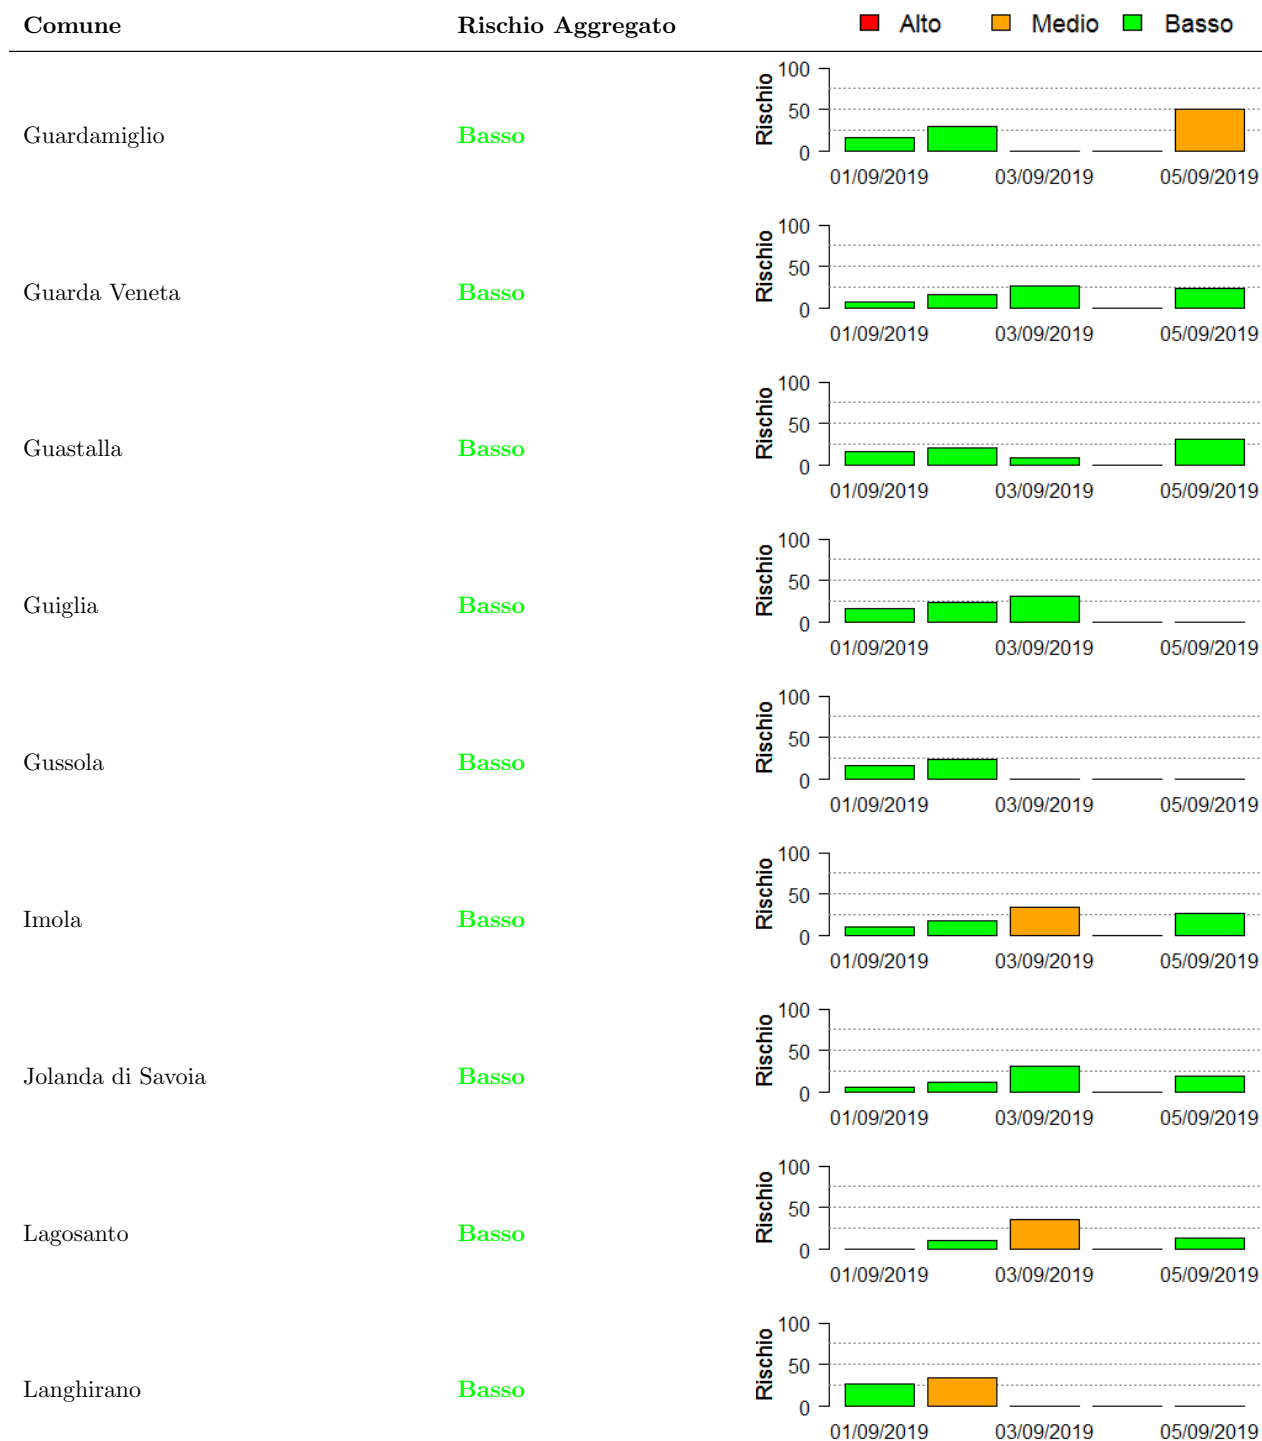 Comune Rischio Aggregato Alto Medio Basso
Guardamiglio Basso
Rischio
100
50
0
01/09/2019 03/09/2019 05/09/2019
Guarda Veneta Basso
Rischio
100
50
0
01/09/2019 03/09/2019 05/09/2019
Guastalla Basso
Rischio
100
50
0
01/09/2019 03/09/2019 05/09/2019
Guiglia Basso
Rischio
100
50
0
01/09/2019 03/09/2019 05/09/2019
Gussola Basso
Rischio
100
50
0
01/09/2019 03/09/2019 05/09/2019
Imola Basso
Rischio
100
50
0
01/09/2019 03/09/2019 05/09/2019
Jolanda di Savoia Basso
Rischio
100
50
0
01/09/2019 03/09/2019 05/09/2019
Lagosanto Basso
Rischio
100
50
0
01/09/2019 03/09/2019 05/09/2019
Langhirano Basso
Rischio
100
50
0
01/09/2019 03/09/2019 05/09/2019